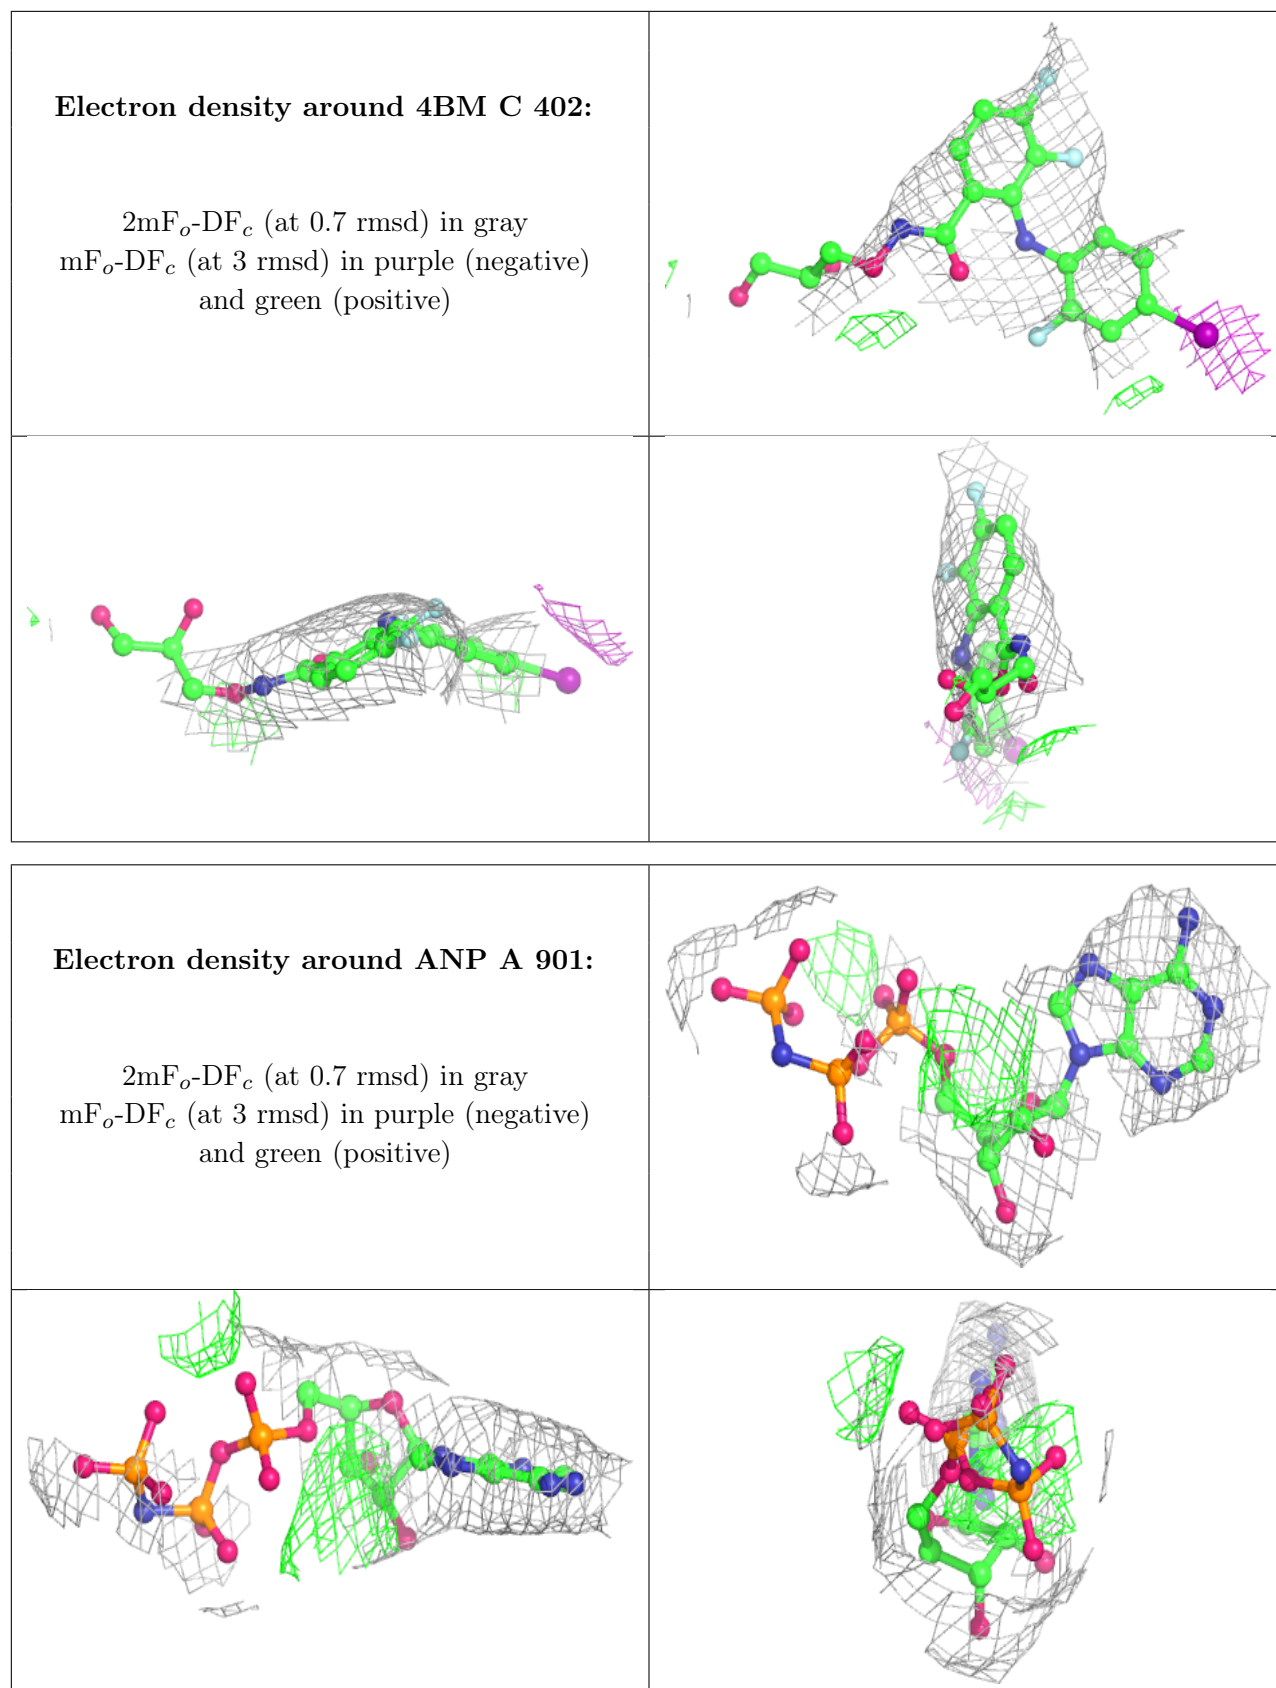 Electron density around 4BM C 402:
2mFo-DFc (at 0.7 rmsd) in gray
mFo-DFc (at 3 rmsd) in purple (negative)
and green (positive)
Electron density around ANP A 901:
2mFo-DFc (at 0.7 rmsd) in gray
mFo-DFc (at 3 rmsd) in purple (negative)
and green (positive)